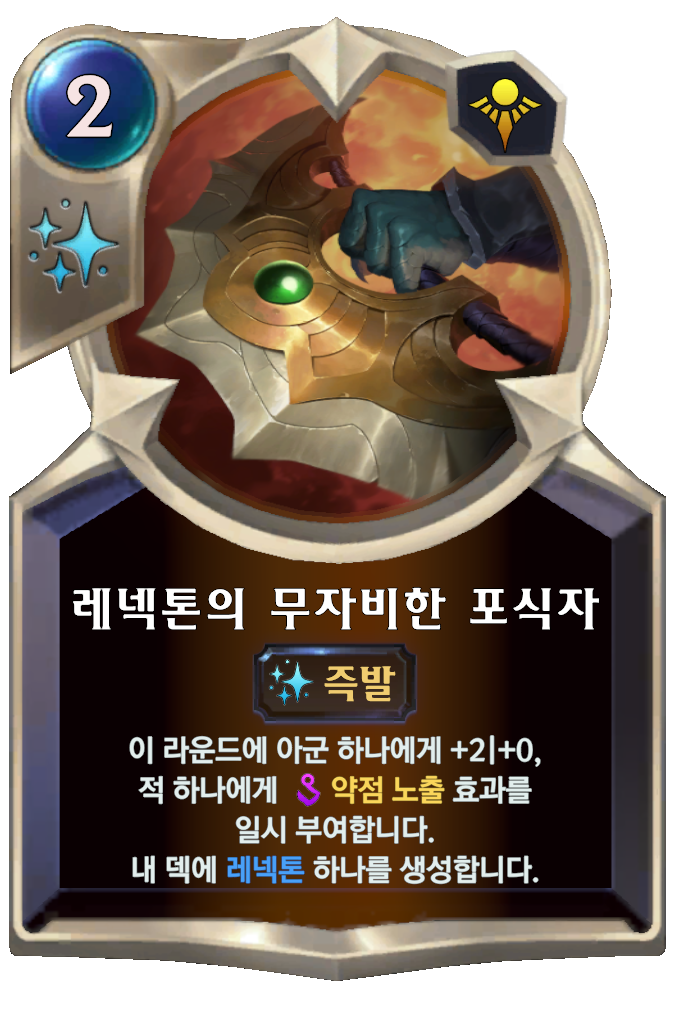 2
레넥톤의 무자비한 포식자
즉발
이 라운드에 아군 하나에게 +2|+0,
적 하나에게 약점 노출 효과를
일시 부여합니다.
내 덱에 레넥톤 하나를 생성합니다.